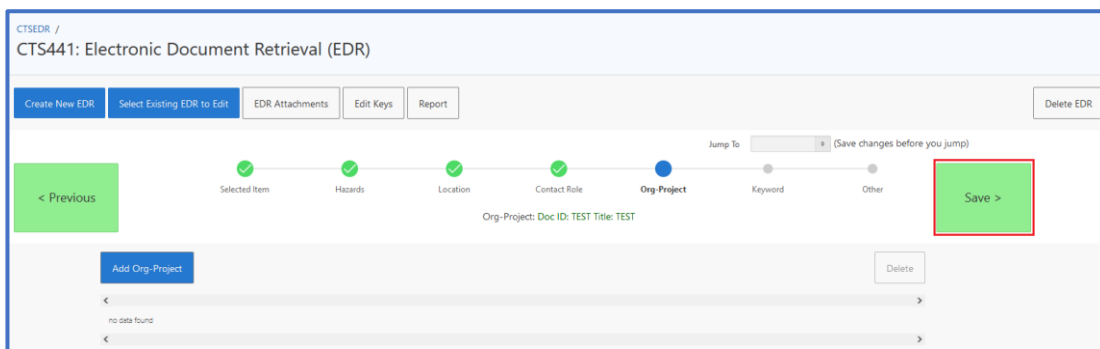 CTSEDR /
CTS441: Electronic Document Retrieval (EDR)
Create New EDR Select Existing EDR to Edit EDR Attachments Edit Keys Report Delete EDR
Jump To (Save changes before you jump)
< Previous
Selected Item Hazards Location Contact Role Org-Project Keyword Other
Save >
Org-Project: Doc ID: TEST Title: TEST
Add Org-Project Delete
no data found